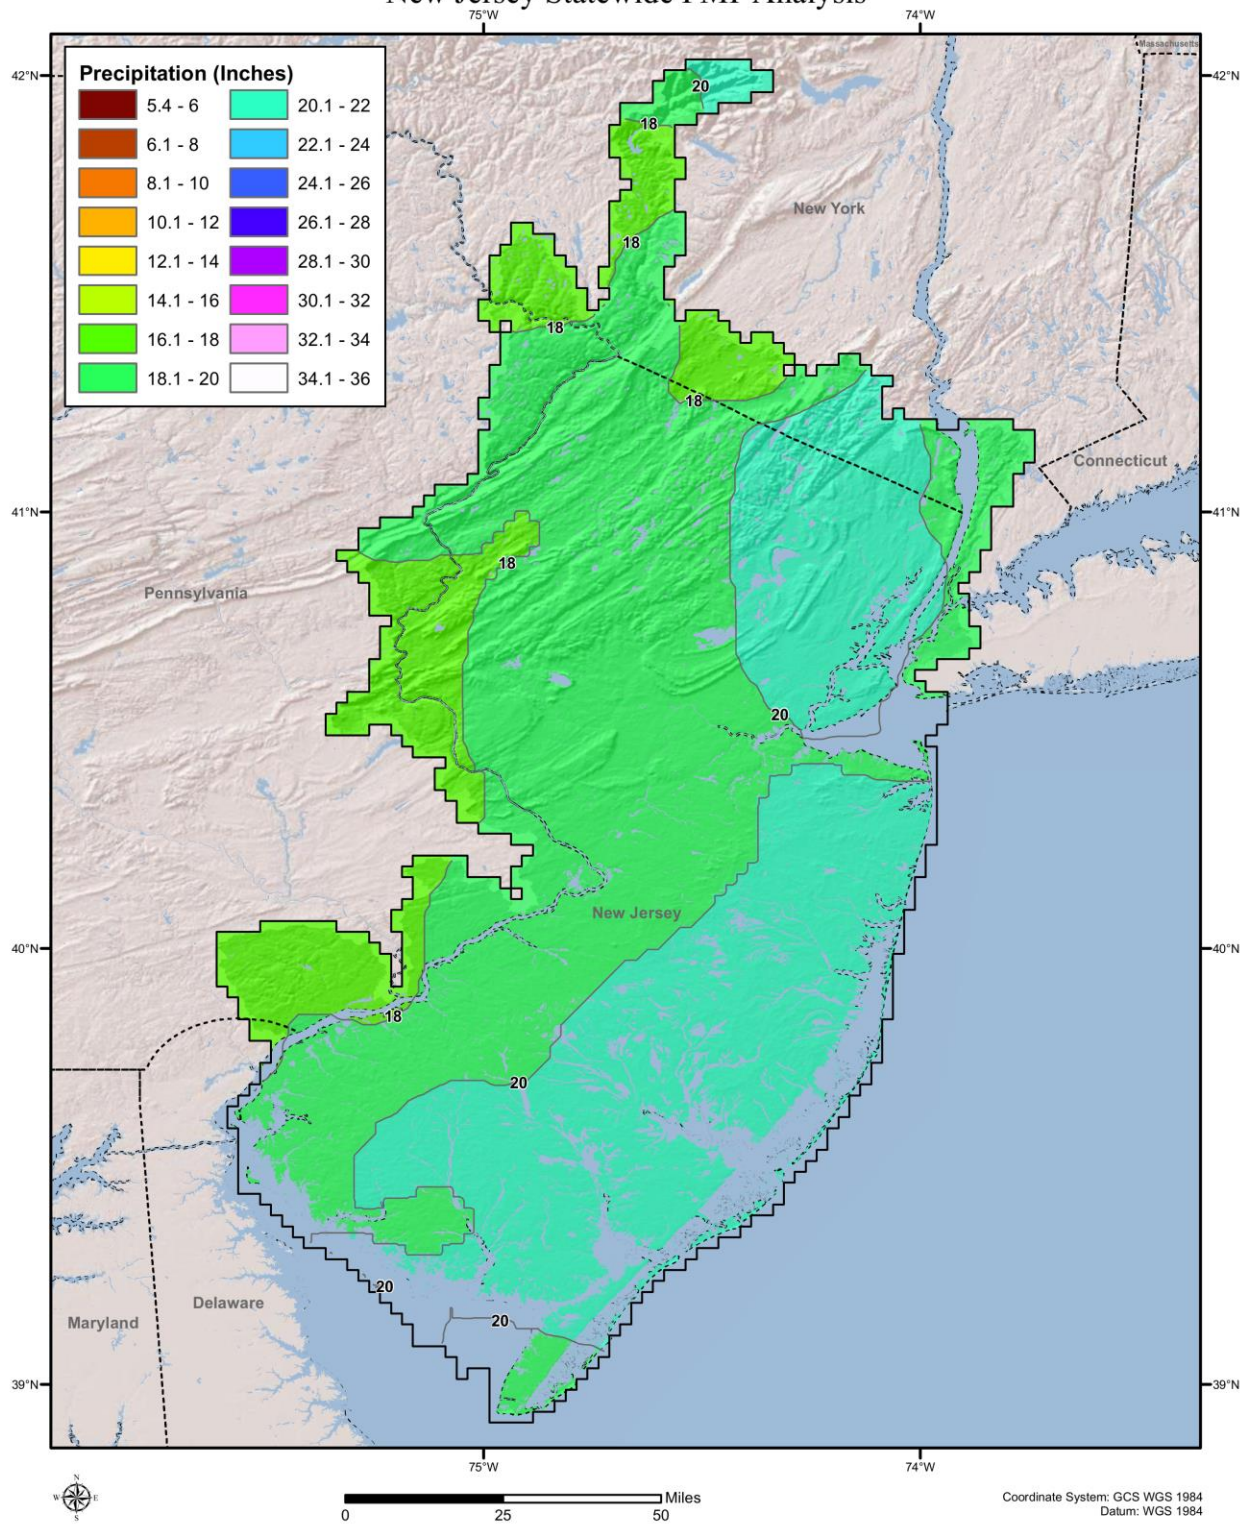 New Jersey Statewide PMP Analysis
75°W 74°W
Massachusetts
42°N 42°N
Precipitation (Inches)
5.4 - 6 20.1 - 22
6.1 - 8 22.1 - 24
8.1 - 10 24.1 - 26
10.1 - 12 26.1 - 28
12.1 - 14 28.1 - 30
14.1 - 16 30.1 - 32
16.1 - 18 32.1 - 34
18.1 - 20 34.1 - 36
20
18
New York
18
18
18
Connecticut
41°N 41°N
18
Pennsylvania
20
New Jersey
40°N 40°N
18
20
20
Delaware
20
Maryland
39°N 39°N
75°W 74°W
N
W E
S
Miles
0 25 50
Coordinate System: GCS WGS 1984
Datum: WGS 1984